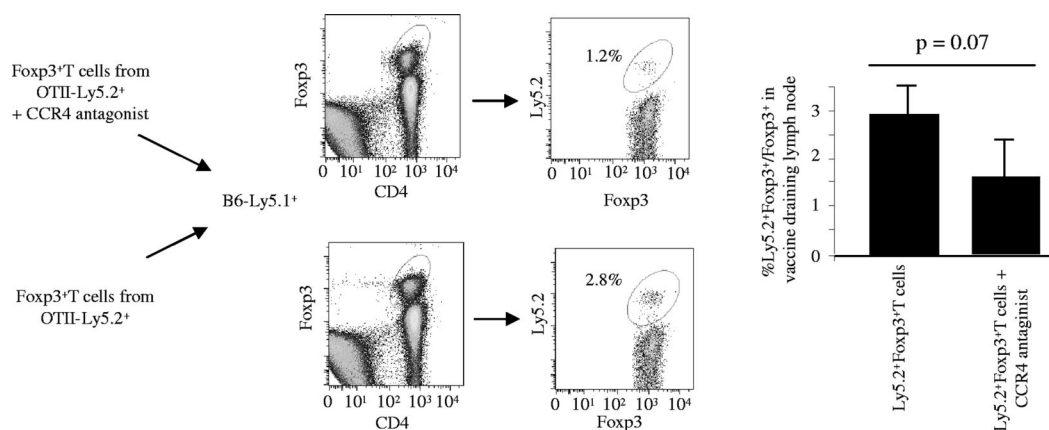 Foxp3⁺T cells from
OTII-Ly5.2⁺
+ CCR4 antagonist
B6-Ly5.1⁺
Foxp3⁺T cells from
OTII-Ly5.2⁺
Foxp3
0 10¹ 10² 10³ 10⁴
CD4
1.2%
Ly5.2
0 10¹ 10² 10³ 10⁴
Foxp3
Foxp3
0 10¹ 10² 10³ 10⁴
CD4
2.8%
Ly5.2
0 10¹ 10² 10³ 10⁴
Foxp3
p = 0.07
%Ly5.2⁺Foxp3⁺/Foxp3⁺ in
vaccine draining lymph node
3
2
1
0
Ly5.2⁺Foxp3⁺T cells
Ly5.2⁺Foxp3⁺T cells +
CCR4 antaginist